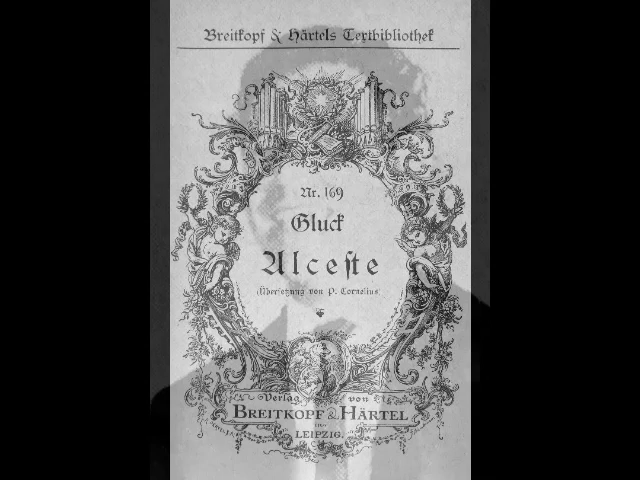 Breitkopf & Härtels Textbibliothek
Nr. 169
Gluck
Alceste
(Übersetzung von P. Cornelius)
Verlag von
BREITKOPF & HÄRTEL
LEIPZIG.